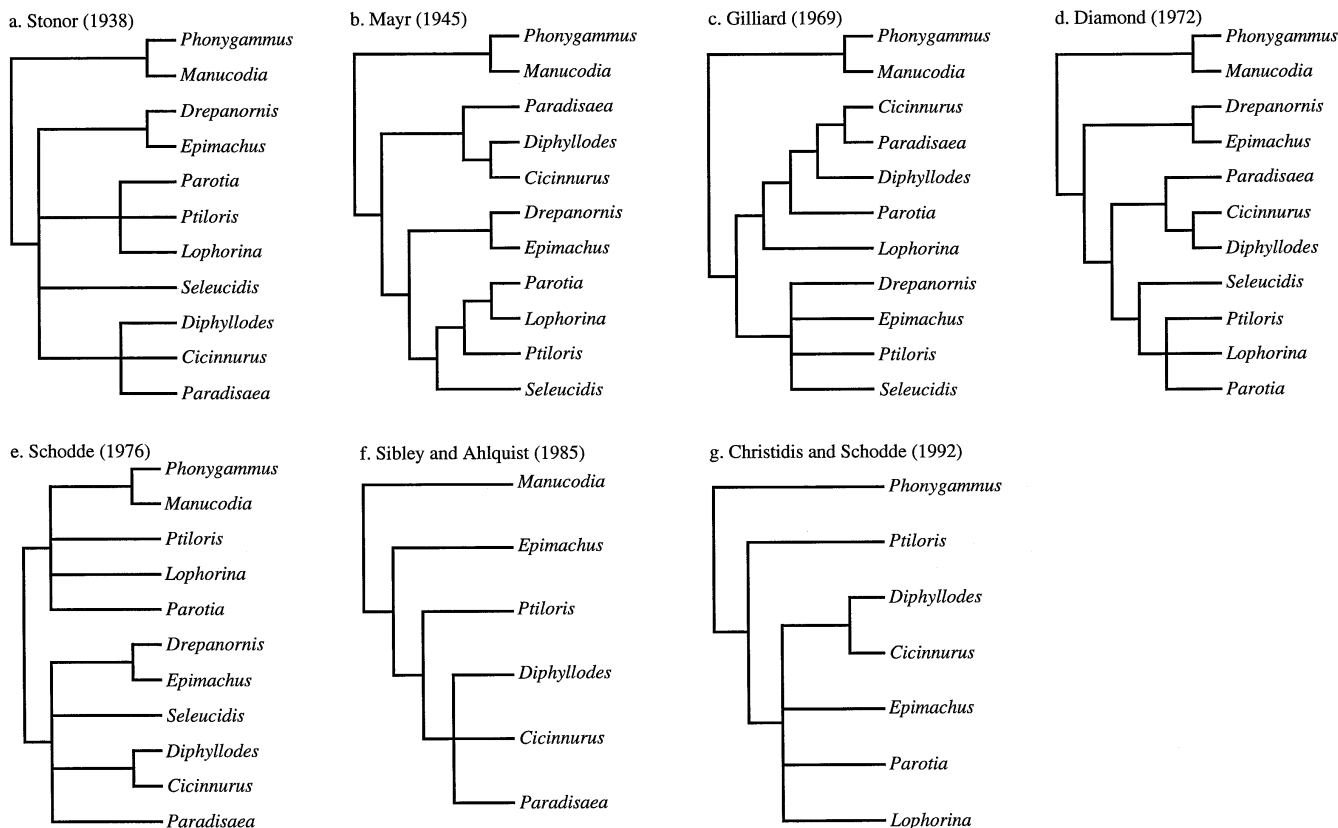 a. Stonor (1938)
Phonygammus
Manucodia
Drepanornis
Epimachus
Parotia
Ptiloris
Lophorina
Seleucidis
Diphyllodes
Cicinnurus
Paradisaea
b. Mayr (1945)
Phonygammus
Manucodia
Paradisaea
Diphyllodes
Cicinnurus
Drepanornis
Epimachus
Parotia
Lophorina
Ptiloris
Seleucidis
c. Gilliard (1969)
Phonygammus
Manucodia
Cicinnurus
Paradisaea
Diphyllodes
Parotia
Lophorina
Drepanornis
Epimachus
Ptiloris
Seleucidis
d. Diamond (1972)
Phonygammus
Manucodia
Drepanornis
Epimachus
Paradisaea
Cicinnurus
Diphyllodes
Seleucidis
Ptiloris
Lophorina
Parotia
e. Schodde (1976)
Phonygammus
Manucodia
Ptiloris
Lophorina
Parotia
Drepanornis
Epimachus
Seleucidis
Diphyllodes
Cicinnurus
Paradisaea
f. Sibley and Ahlquist (1985)
Manucodia
Epimachus
Ptiloris
Diphyllodes
Cicinnurus
Paradisaea
g. Christidis and Schodde (1992)
Phonygammus
Ptiloris
Diphyllodes
Cicinnurus
Epimachus
Parotia
Lophorina